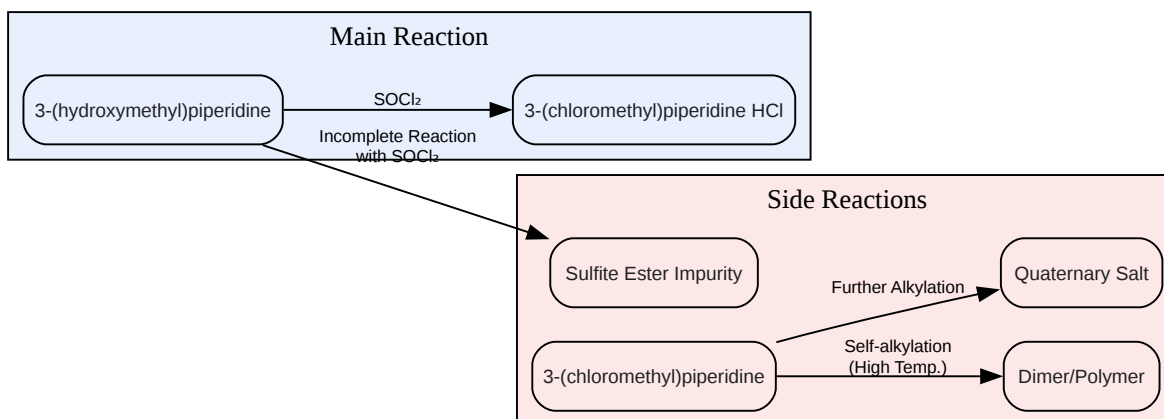 Main Reaction
3-(hydroxymethyl)piperidine
SOCl₂
3-(chloromethyl)piperidine HCl
Incomplete Reaction
with SOCl₂
Side Reactions
Sulfite Ester Impurity
Further Alkylation
Quaternary Salt
3-(chloromethyl)piperidine
Self-alkylation
(High Temp.)
Dimer/Polymer